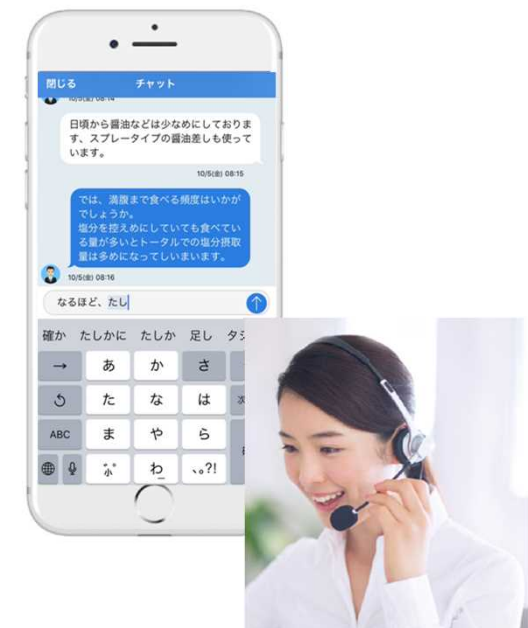 閉じる チャット
10/5(金) 08:14
日頃から醤油などは少なめにしておりま
す、スプレータイプの醤油差しも使って
います。
10/5(金) 08:15
では、満腹まで食べる頻度はいかが
でしょうか。
塩分を控えめにしていても食べてい
る量が多いとトータルでの塩分摂取
量は多めになってしいまいます。
10/5(金) 08:16
なるほど、たし
確か たしかに たしか 足し
→ あ か さ
た な は
ABC ま や ら
小 わ 、。?!